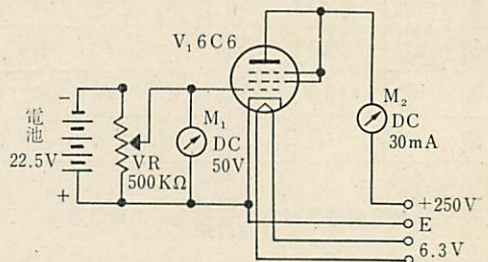 V₁ 6C6
−
電池
22.5V
+
VR
500KΩ
M₁
DC
50V
M₂
DC
30mA
+250V
E
6.3V